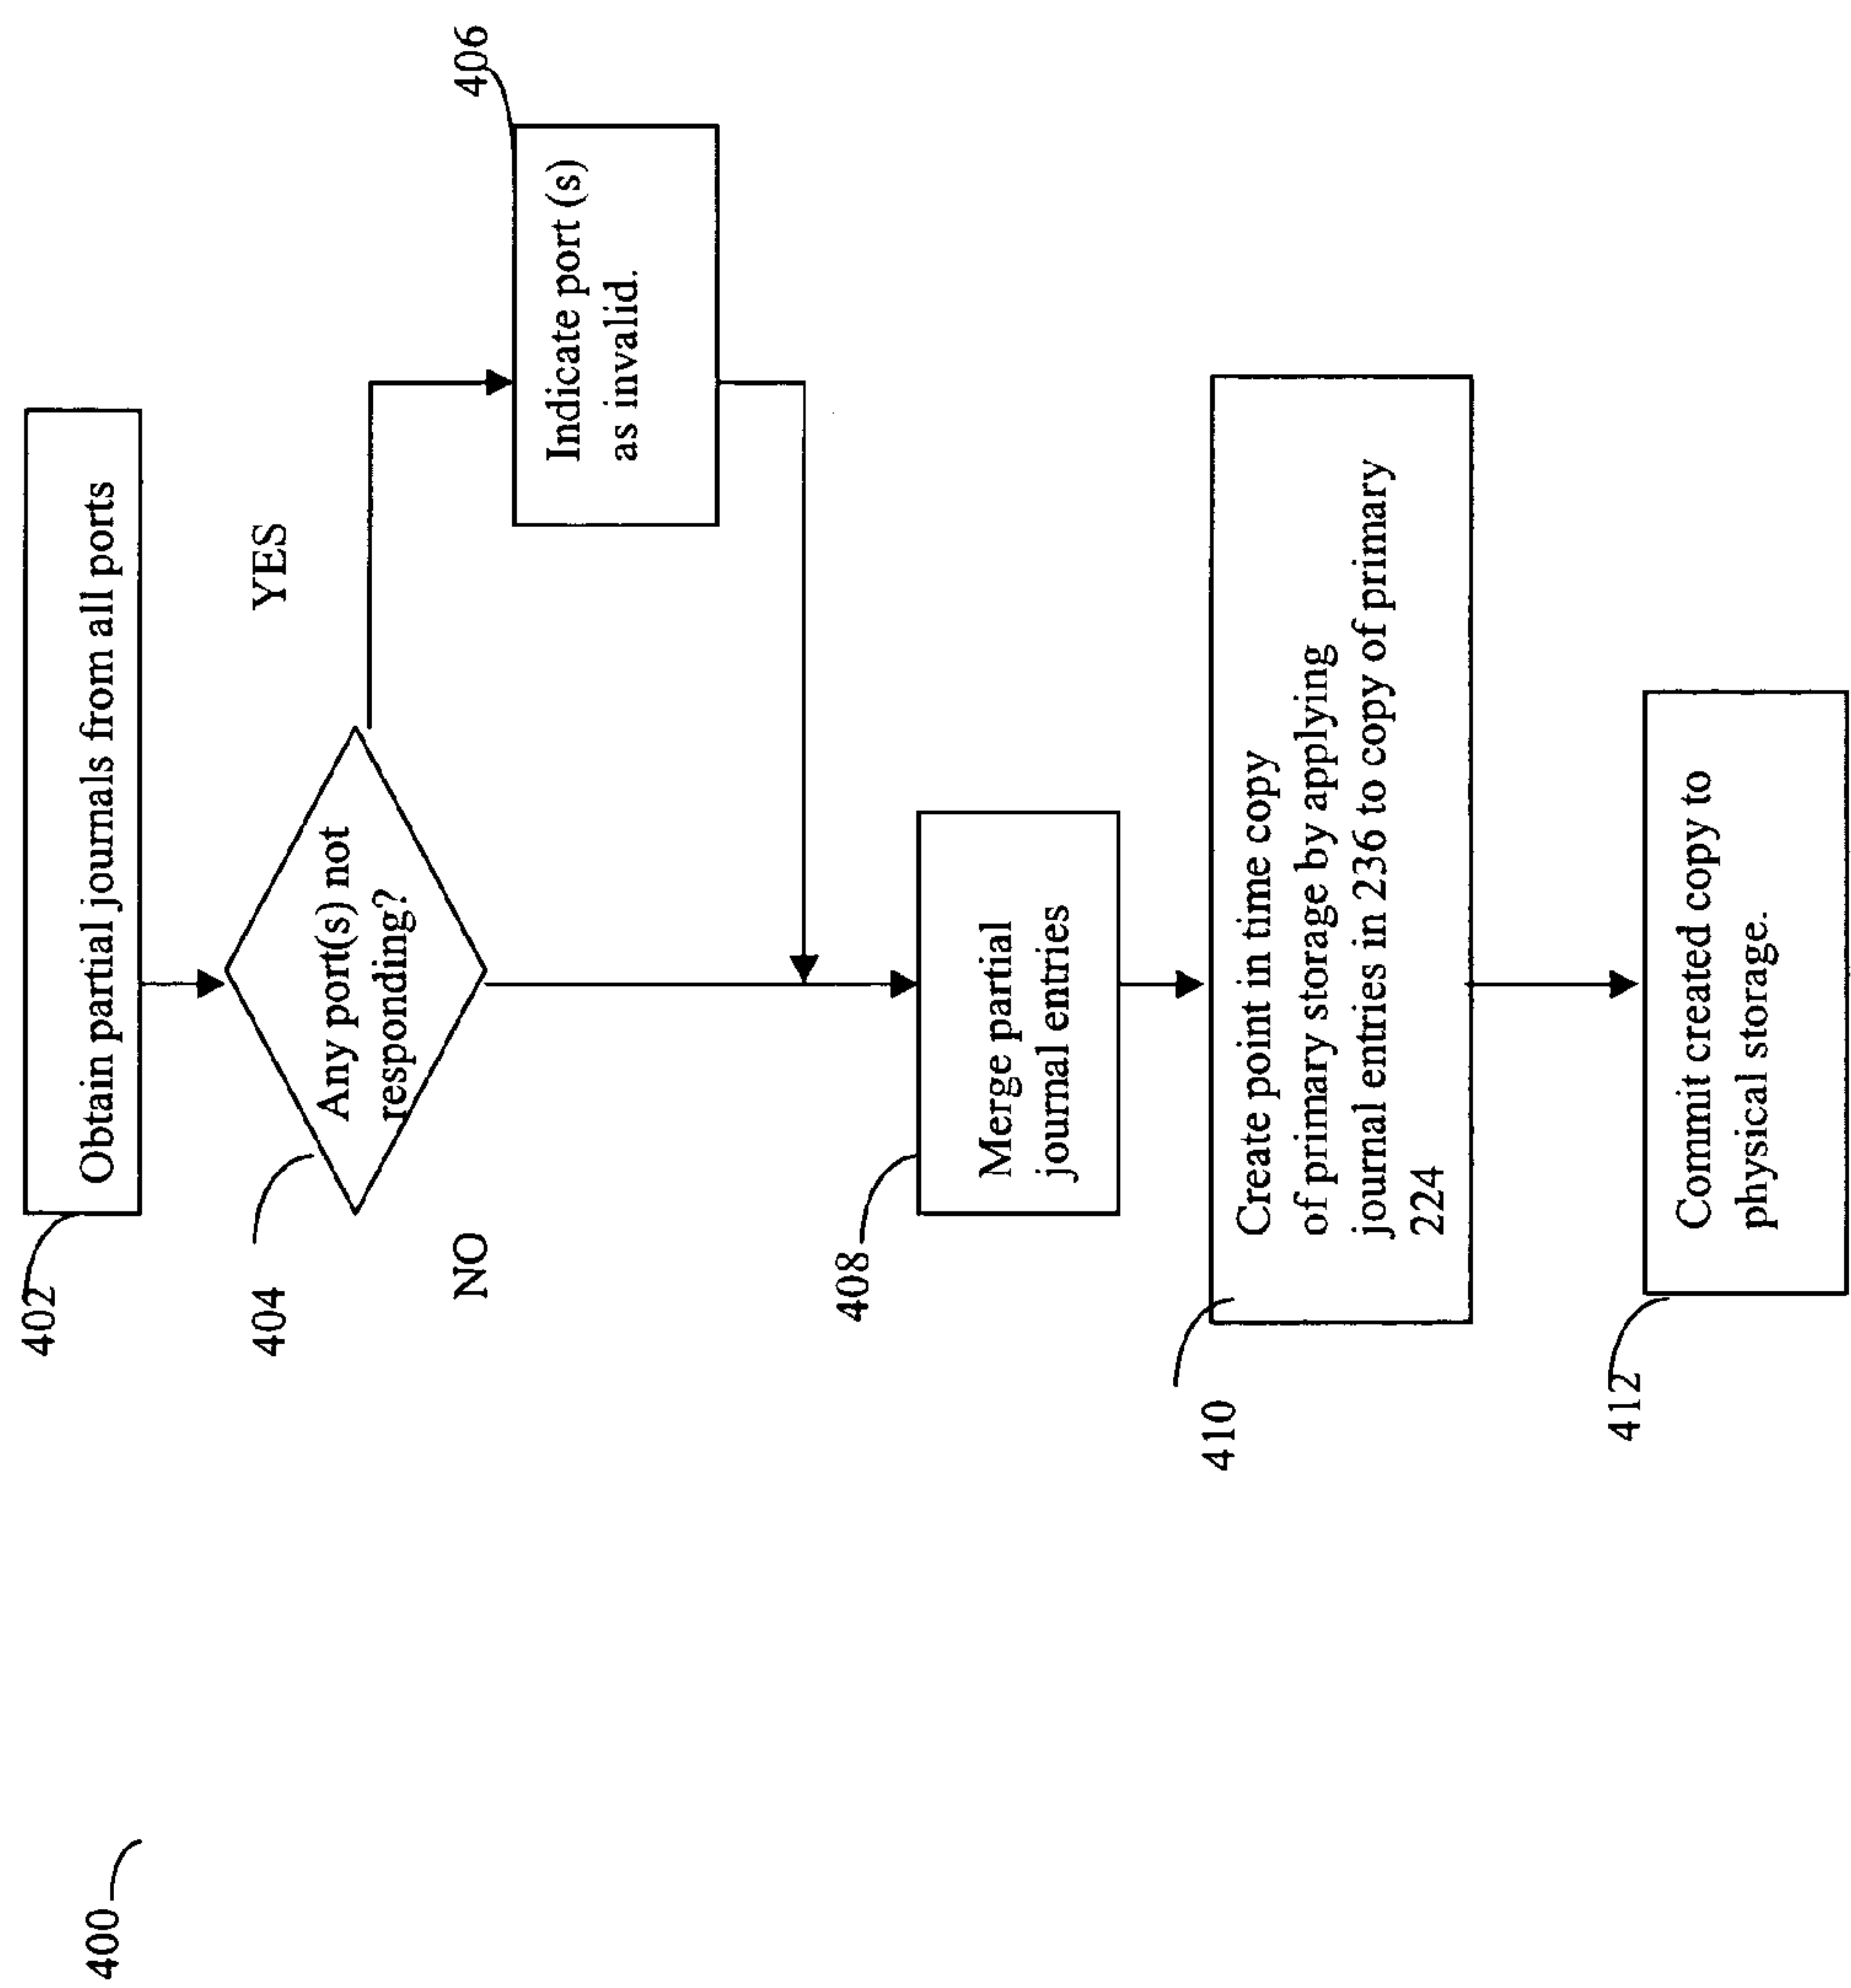 400
402
Obtain partial journals from all ports
404
Any port(s) not
responding?
YES
NO
406
Indicate port (s)
as invalid.
408
Merge partial
journal entries
410
Create point in time copy
of primary storage by applying
journal entries in 236 to copy of primary
224
412
Commit created copy to
physical storage.